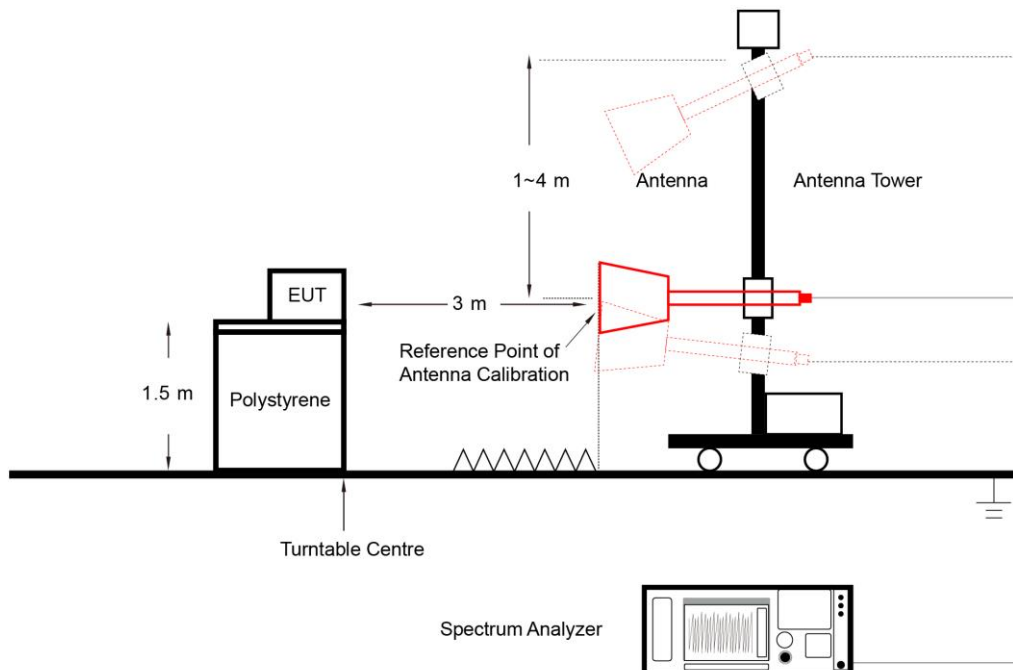 1~4 m
Antenna
Antenna Tower
EUT
3 m
Reference Point of
Antenna Calibration
1.5 m
Polystyrene
Turntable Centre
Spectrum Analyzer